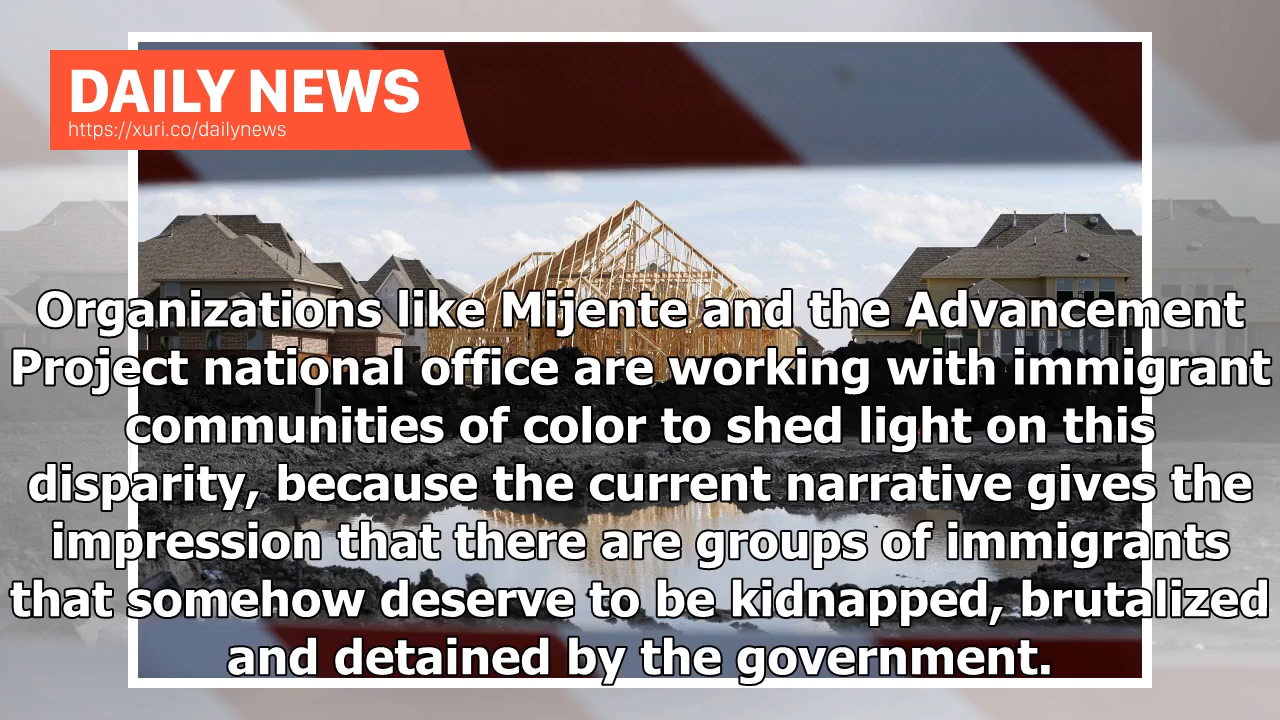 DAILY NEWS
https://xuri.co/dailynews
Organizations like Mijente and the Advancement
Project national office are working with immigrant
communities of color to shed light on this
disparity, because the current narrative gives the
impression that there are groups of immigrants
that somehow deserve to be kidnapped, brutalized
and detained by the government.